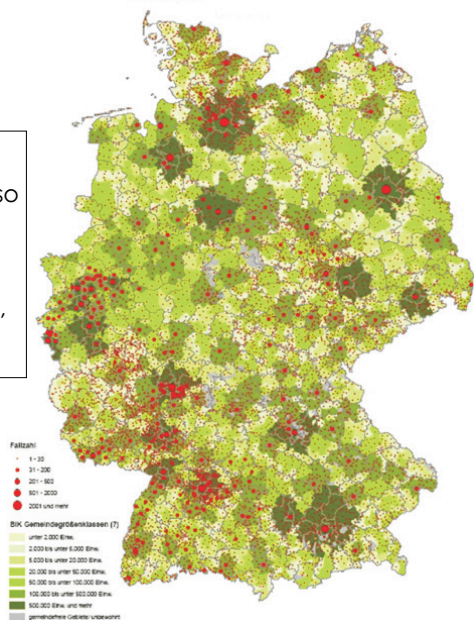 SO
,
Fallzahl
1 - 30
31 - 200
201 - 500
501 - 2000
2001 und mehr
BIK Gemeindegrößenklassen (7)
unter 2.000 Einw.
2.000 bis unter 5.000 Einw.
5.000 bis unter 20.000 Einw.
20.000 bis unter 50.000 Einw.
50.000 bis unter 100.000 Einw.
100.000 bis unter 500.000 Einw.
500.000 Einw. und mehr
gemeindefreie Gebiete/ unbewohnt